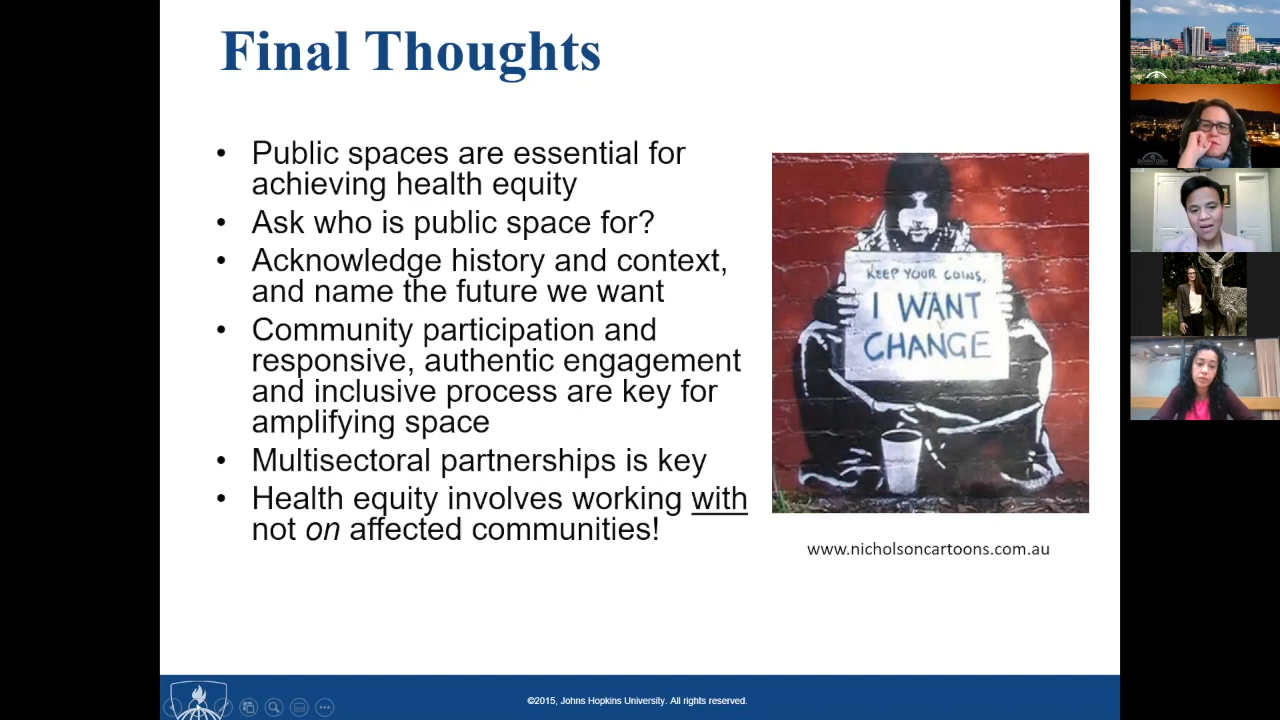 Final Thoughts
• Public spaces are essential for
achieving health equity
• Ask who is public space for?
• Acknowledge history and context,
and name the future we want
• Community participation and
responsive, authentic engagement
and inclusive process are key for
amplifying space
• Multisectoral partnerships is key
• Health equity involves working with
not on affected communities!
KEEP YOUR COINS,
I WANT
CHANGE
www.nicholsoncartoons.com.au
©2015, Johns Hopkins University. All rights reserved.